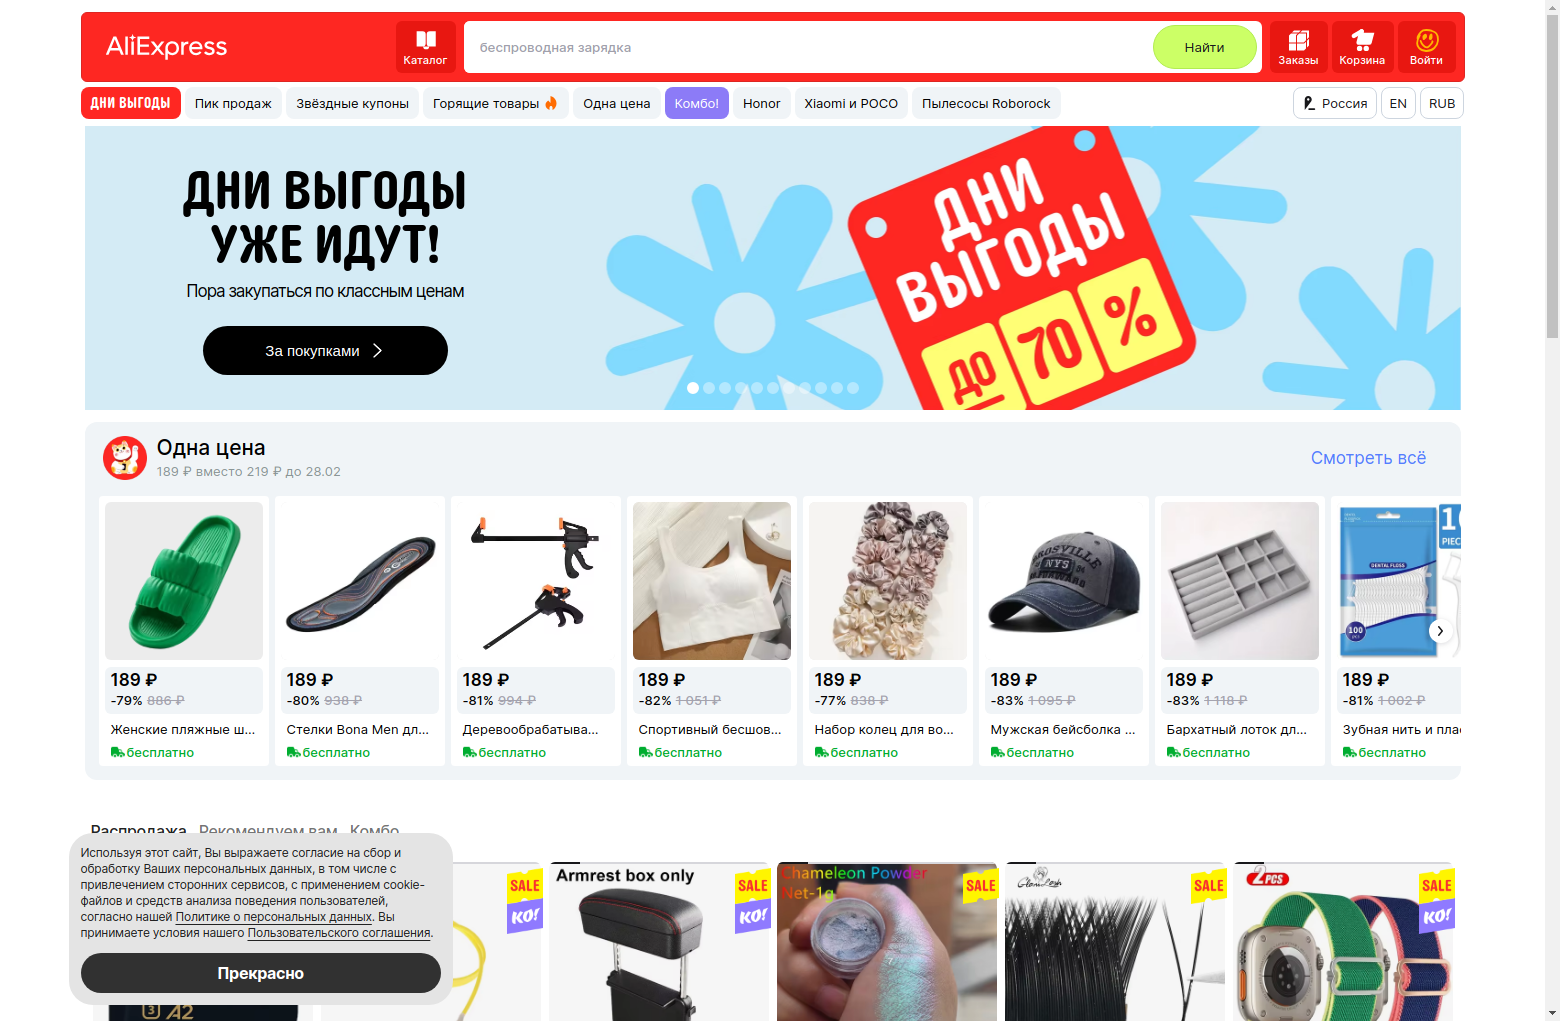 AliExpress
Каталог
беспроводная зарядка
Найти
Заказы
Корзина
Войти
ДНИ ВЫГОДЫ
Пик продаж
Звёздные купоны
Горящие товары
Одна цена
Комбо!
Honor
Xiaomi и POCO
Пылесосы Roborock
Россия
EN
RUB
ДНИ ВЫГОДЫ
УЖЕ ИДУТ!
Пора закупаться по классным ценам
За покупками
ДНИ
ВЫГОДЫ
ДО 70 %
Одна цена
189 ₽ вместо 219 ₽ до 28.02
Смотреть всё
189 ₽
-79% 886 ₽
Женские пляжные ш...
бесплатно
189 ₽
-80% 938 ₽
Стелки Bona Men дл...
бесплатно
189 ₽
-81% 994 ₽
Деревообрабатыва...
бесплатно
189 ₽
-82% 1 051 ₽
Спортивный бесшов...
бесплатно
189 ₽
-77% 838 ₽
Набор колец для во...
бесплатно
NYS
189 ₽
-83% 1 095 ₽
Мужская бейсболка ...
бесплатно
189 ₽
-83% 1 118 ₽
Бархатный лоток дл...
бесплатно
DENTAL FLOSS
100
189 ₽
-81% 1 002 ₽
Зубная нить и плас
бесплатно
Распродажа
Рекомендуем вам
Комбо
Используя этот сайт, Вы выражаете согласие на сбор и
обработку Ваших персональных данных, в том числе с
привлечением сторонних сервисов, с применением cookie-
файлов и средств анализа поведения пользователей,
согласно нашей Политике о персональных данных. Вы
принимаете условия нашего Пользовательского соглашения.
Прекрасно
A2
SALE
КО!
Armrest box only
SALE
КО!
Chameleon Powder
Net-1g
SALE
SALE
2PCS
SALE
КО!